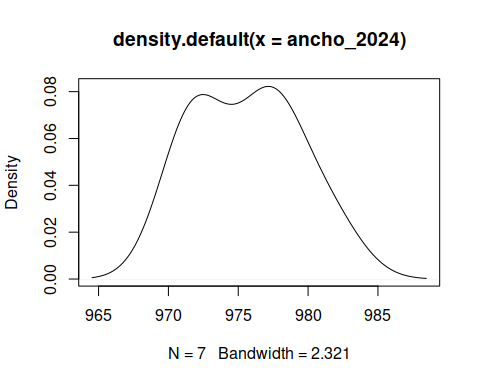 density.default(x = ancho_2024)
Density
0.00 0.02 0.04 0.06 0.08
965 970 975 980 985
N = 7 Bandwidth = 2.321